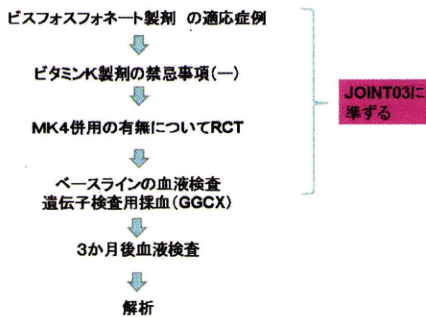 ビスフォスフォネート製剤 の適応症例
ビタミンK製剤の禁忌事項(ー)
MK4併用の有無についてRCT
ベースラインの血液検査
遺伝子検査用採血(GGCX)
3か月後血液検査
解析
JOINT03に
準ずる